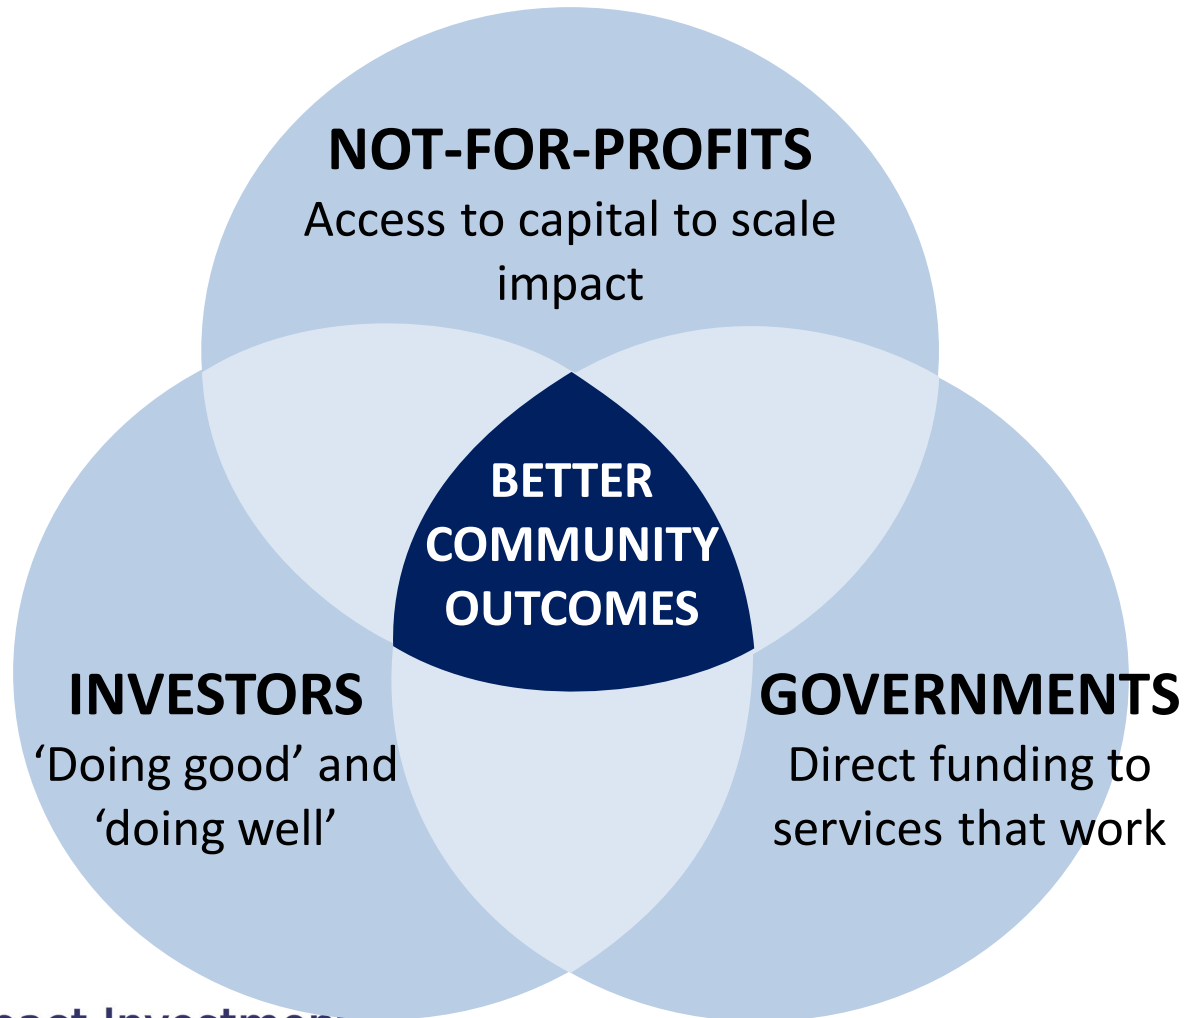 NOT-FOR-PROFITS
Access to capital to scale
impact
BETTER
COMMUNITY
OUTCOMES
INVESTORS
‘Doing good’ and
‘doing well’
GOVERNMENTS
Direct funding to
services that work